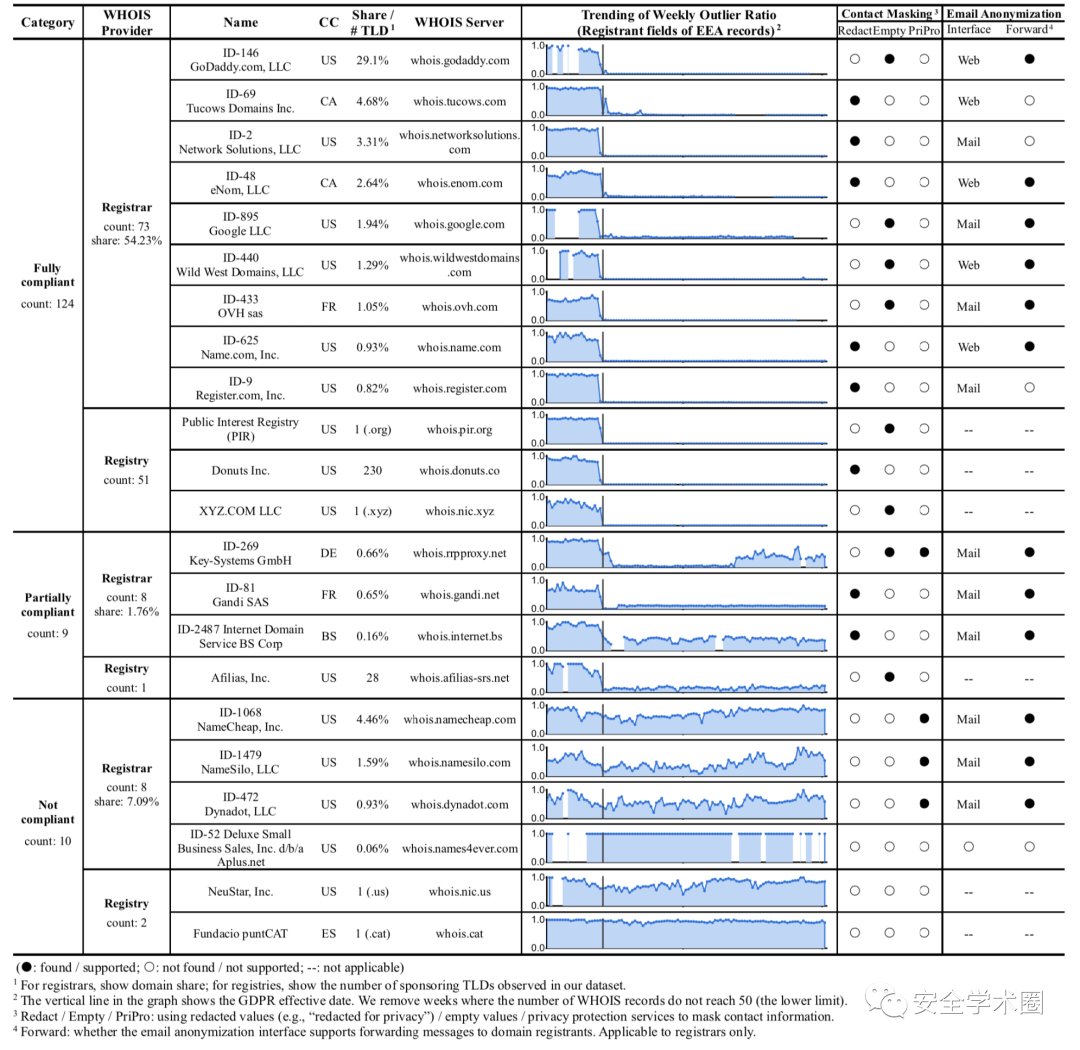 Category WHOIS Provider Name CC Share / # TLD 1 WHOIS Server Trending of Weekly Outlier Ratio (Registrant fields of EEA records) 2 Contact Masking 3 Email Anonymization
Redact Empty PriPro Interface Forward 4
Fully compliant
count: 124
Registrar
count: 73
share: 54.23%
ID-146 GoDaddy.com, LLC US 29.1% whois.godaddy.com 1.0 0.0 ○ ● ○ Web ●
ID-69 Tucows Domains Inc. CA 4.68% whois.tucows.com 1.0 0.0 ● ○ ○ Web ○
ID-2 Network Solutions, LLC US 3.31% whois.networksolutions.com 1.0 0.0 ● ○ ○ Mail ○
ID-48 eNom, LLC CA 2.64% whois.enom.com 1.0 0.0 ● ○ ○ Web ●
ID-895 Google LLC US 1.94% whois.google.com 1.0 0.0 ○ ● ○ Mail ●
ID-440 Wild West Domains, LLC US 1.29% whois.wildwestdomains.com 1.0 0.0 ○ ● ○ Web ●
ID-433 OVH sas FR 1.05% whois.ovh.com 1.0 0.0 ○ ● ○ Mail ●
ID-625 Name.com, Inc. US 0.93% whois.name.com 1.0 0.0 ● ○ ○ Web ●
ID-9 Register.com, Inc. US 0.82% whois.register.com 1.0 0.0 ● ○ ○ Mail ○
Registry
count: 51
Public Interest Registry (PIR) US 1 (.org) whois.pir.org 1.0 0.0 ○ ● ○ -- --
Donuts Inc. US 230 whois.donuts.co 1.0 0.0 ● ○ ○ -- --
XYZ.COM LLC US 1 (.xyz) whois.nic.xyz 1.0 0.0 ○ ● ○ -- --
Partially compliant
count: 9
Registrar
count: 8
share: 1.76%
ID-269 Key-Systems GmbH DE 0.66% whois.rrpproxy.net 1.0 0.0 ○ ● ● Mail ●
ID-81 Gandi SAS FR 0.65% whois.gandi.net 1.0 0.0 ● ○ ○ Mail ●
ID-2487 Internet Domain Service BS Corp BS 0.16% whois.internet.bs 1.0 0.0 ● ○ ○ Mail ●
Registry
count: 1
Afilias, Inc. US 28 whois.afilias-srs.net 1.0 0.0 ○ ● ○ -- --
Not compliant
count: 10
Registrar
count: 8
share: 7.09%
ID-1068 NameCheap, Inc. US 4.46% whois.namecheap.com 1.0 0.0 ○ ○ ● Mail ●
ID-1479 NameSilo, LLC US 1.59% whois.namesilo.com 1.0 0.0 ○ ○ ● Mail ●
ID-472 Dynadot, LLC US 0.93% whois.dynadot.com 1.0 0.0 ○ ○ ● Mail ●
ID-52 Deluxe Small Business Sales, Inc. d/b/a Aplus.net US 0.06% whois.names4ever.com 1.0 0.0 ○ ○ ○ ○ ○
Registry
count: 2
NeuStar, Inc. US 1 (.us) whois.nic.us 1.0 0.0 ○ ○ ○ -- --
Fundacio puntCAT ES 1 (.cat) whois.cat 1.0 0.0 ○ ○ ○ -- --
(●: found / supported; ○: not found / not supported; --: not applicable)
1 For registrars, show domain share; for registries, show the number of sponsoring TLDs observed in our dataset.
2 The vertical line in the graph shows the GDPR effective date. We remove weeks where the number of WHOIS records do not reach 50 (the lower limit).
3 Redact / Empty / PriPro: using redacted values (e.g., “redacted for privacy”) / empty values / privacy protection services to mask contact information.
4 Forward: whether the email anonymization interface supports forwarding messages to domain registrants. Applicable to registrars only.
安全学术圈